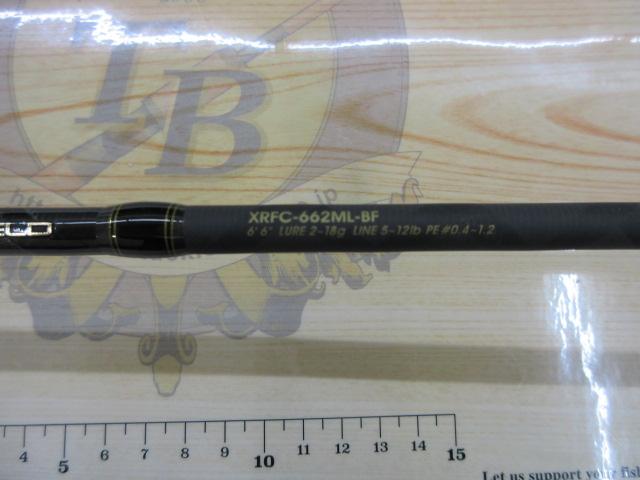 TB
XRFC-662ML-BF
6'6" LURE 2~18g LINE 5~12lb PE #0.4~1.2
4 5 6 7 8 9 10 11 12 13 14 15
Let us support your fish